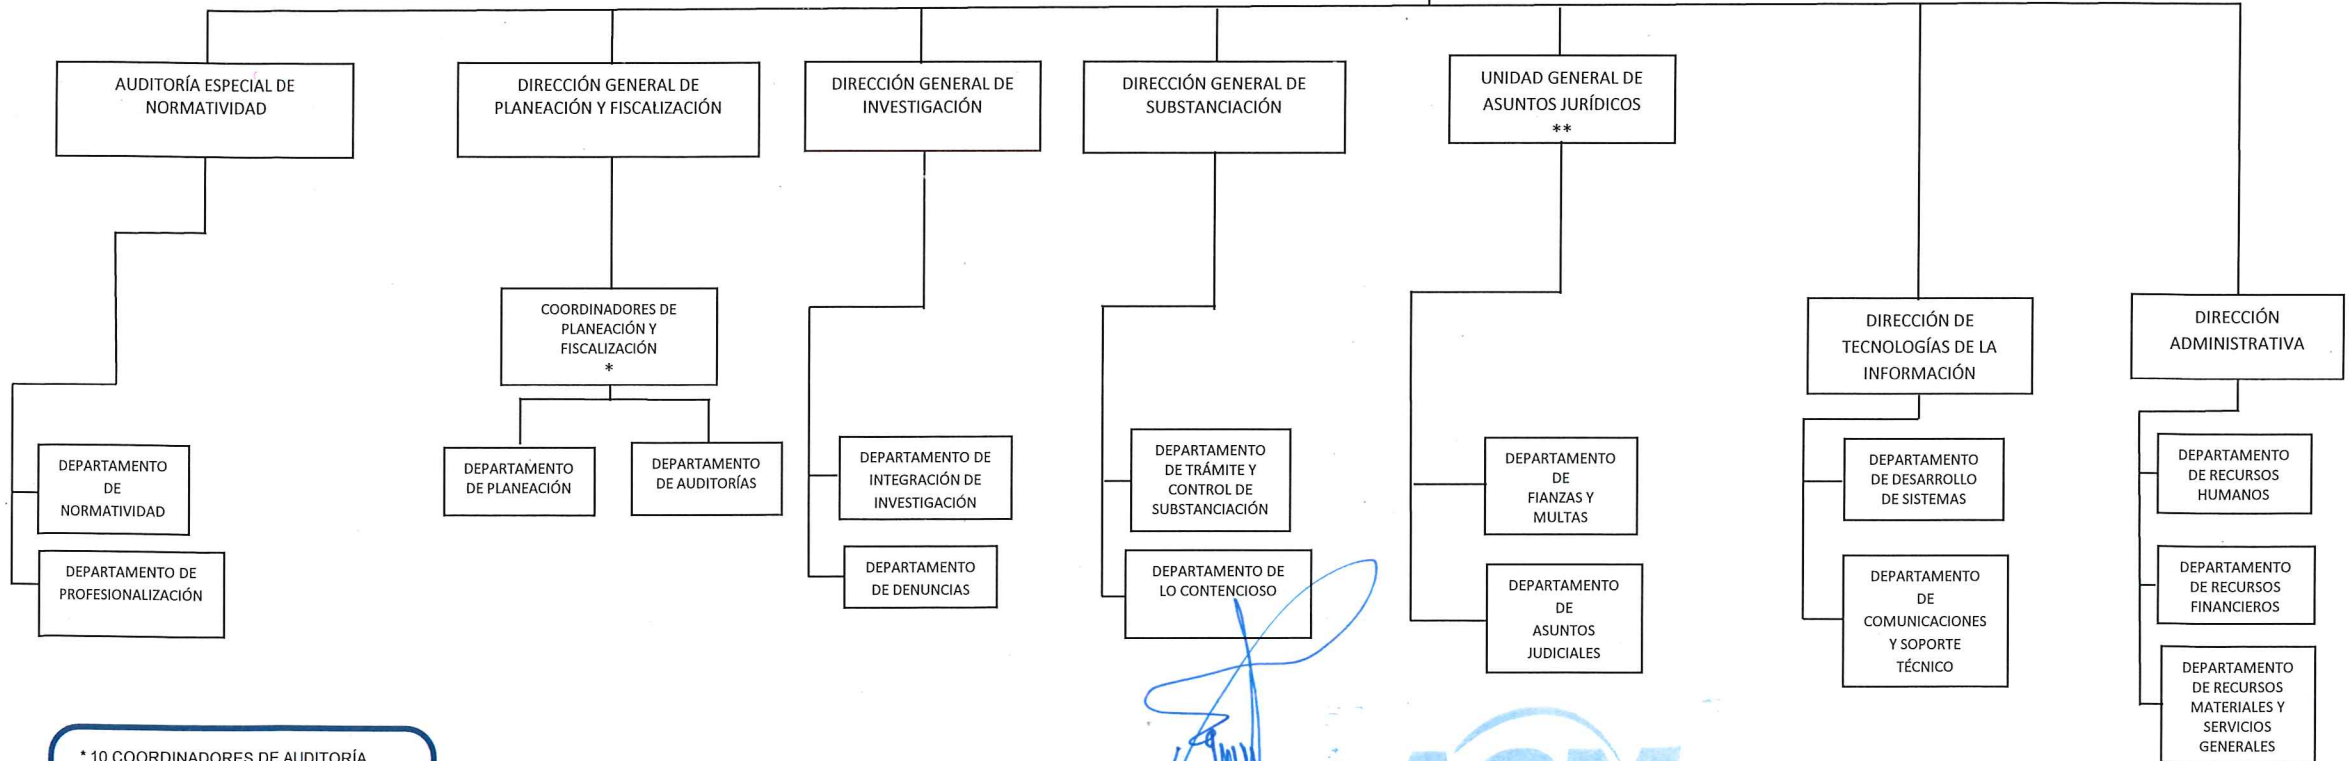 AUDITORÍA ESPECIAL DE
NORMATIVIDAD
DIRECCIÓN GENERAL DE
PLANEACIÓN Y FISCALIZACIÓN
DIRECCIÓN GENERAL DE
INVESTIGACIÓN
DIRECCIÓN GENERAL DE
SUBSTANCIACIÓN
UNIDAD GENERAL DE
ASUNTOS JURÍDICOS
**
COORDINADORES DE
PLANEACIÓN Y
FISCALIZACIÓN
*
DIRECCIÓN DE
TECNOLOGÍAS DE LA
INFORMACIÓN
DIRECCIÓN
ADMINISTRATIVA
DEPARTAMENTO
DE
NORMATIVIDAD
DEPARTAMENTO DE
PROFESIONALIZACIÓN
DEPARTAMENTO
DE PLANEACIÓN
DEPARTAMENTO
DE AUDITORÍAS
DEPARTAMENTO DE
INTEGRACIÓN DE
INVESTIGACIÓN
DEPARTAMENTO
DE DENUNCIAS
DEPARTAMENTO
DE TRÁMITE Y
CONTROL DE
SUBSTANCIACIÓN
DEPARTAMENTO DE
LO CONTENCIOSO
DEPARTAMENTO
DE
FIANZAS Y
MULTAS
DEPARTAMENTO
DE
ASUNTOS
JUDICIALES
DEPARTAMENTO
DE DESARROLLO
DE SISTEMAS
DEPARTAMENTO
DE
COMUNICACIONES
Y SOPORTE
TÉCNICO
DEPARTAMENTO
DE RECURSOS
HUMANOS
DEPARTAMENTO
DE RECURSOS
FINANCIEROS
DEPARTAMENTO
DE RECURSOS
MATERIALES Y
SERVICIOS
GENERALES
* 10 COORDINADORES DE AUDITORÍA